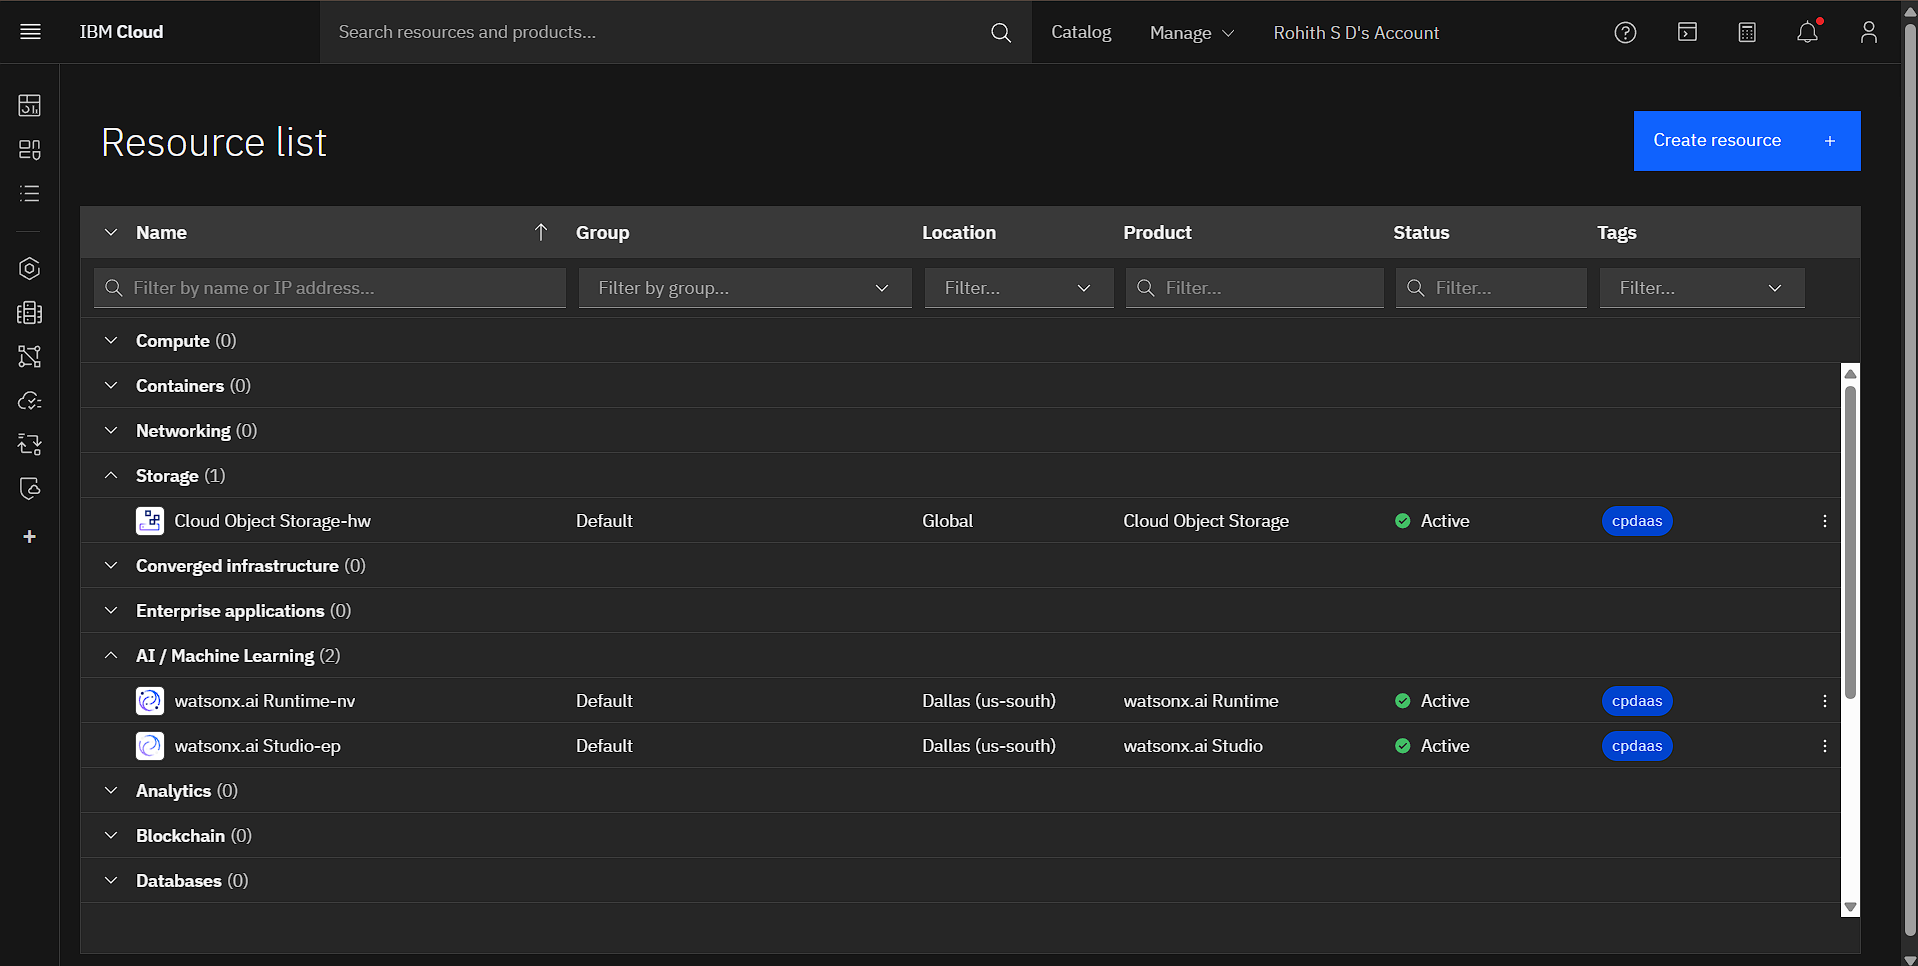 IBM Cloud Search resources and products... Catalog Manage Rohith S D's Account
Resource list
Create resource +
Name Group Location Product Status Tags
Filter by name or IP address... Filter by group... Filter... Filter... Filter... Filter...
Compute (0)
Containers (0)
Networking (0)
Storage (1)
Cloud Object Storage-hw Default Global Cloud Object Storage Active cpdaas
Converged infrastructure (0)
Enterprise applications (0)
AI / Machine Learning (2)
watsonx.ai Runtime-nv Default Dallas (us-south) watsonx.ai Runtime Active cpdaas
watsonx.ai Studio-ep Default Dallas (us-south) watsonx.ai Studio Active cpdaas
Analytics (0)
Blockchain (0)
Databases (0)